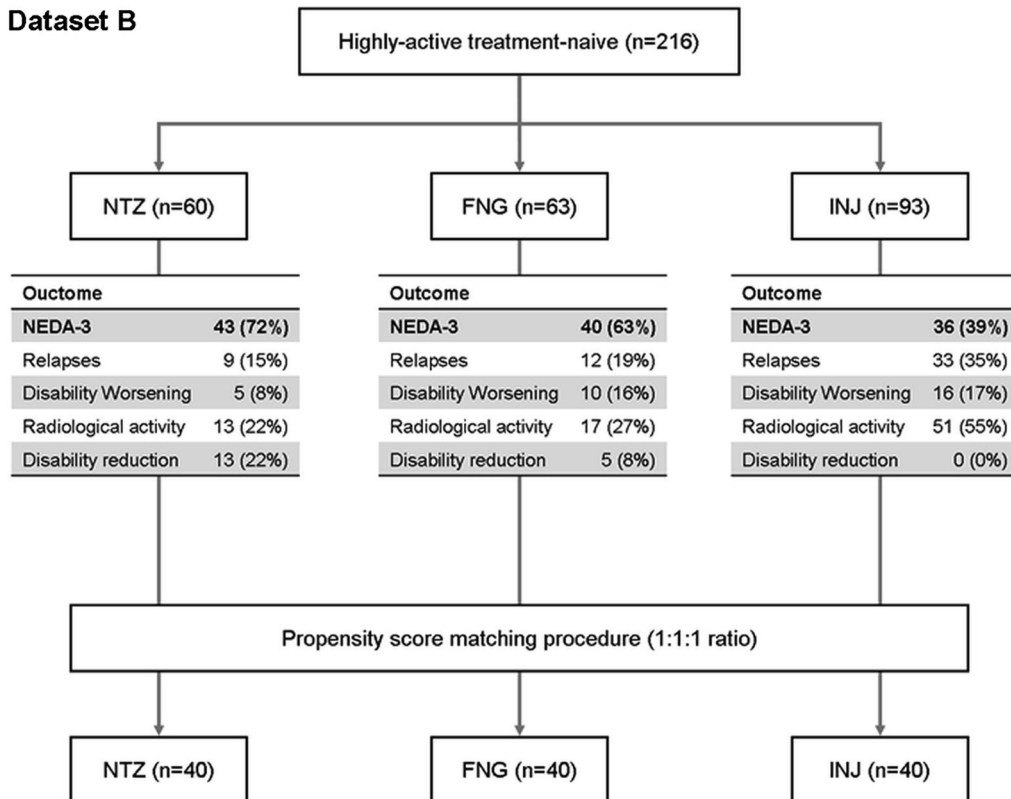 Dataset B
Highly-active treatment-naive (n=216)
NTZ (n=60)
FNG (n=63)
INJ (n=93)
Ouctome
NEDA-3 43 (72%)
Relapses 9 (15%)
Disability Worsening 5 (8%)
Radiological activity 13 (22%)
Disability reduction 13 (22%)
Outcome
NEDA-3 40 (63%)
Relapses 12 (19%)
Disability Worsening 10 (16%)
Radiological activity 17 (27%)
Disability reduction 5 (8%)
Outcome
NEDA-3 36 (39%)
Relapses 33 (35%)
Disability Worsening 16 (17%)
Radiological activity 51 (55%)
Disability reduction 0 (0%)
Propensity score matching procedure (1:1:1 ratio)
NTZ (n=40)
FNG (n=40)
INJ (n=40)